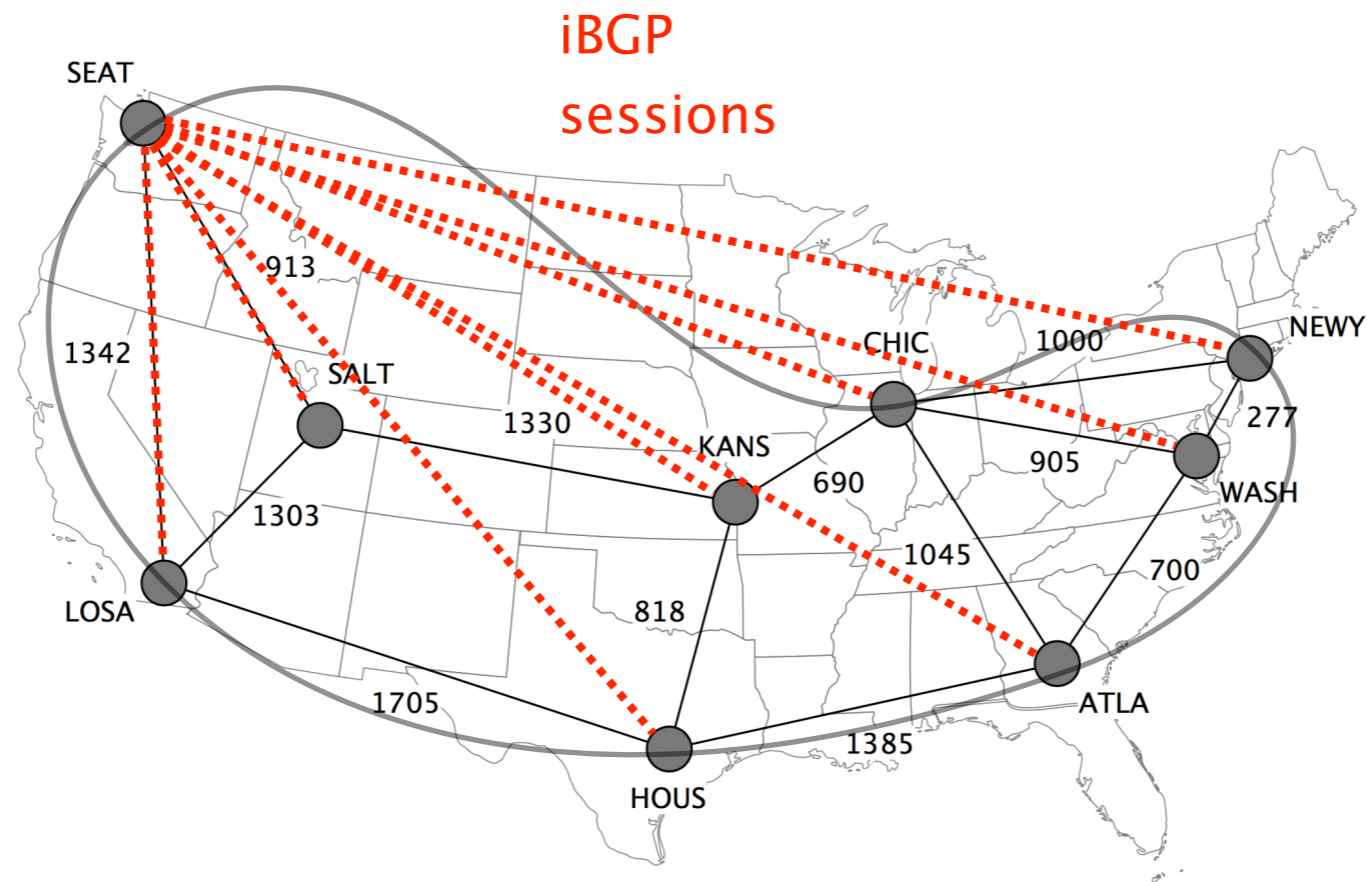 iBGP
sessions
SEAT
913
1342
SALT
1330
CHIC
1000
NEWY
277
KANS
690
905
WASH
1303
1045
700
LOSA
818
1705
ATLA
1385
HOUS